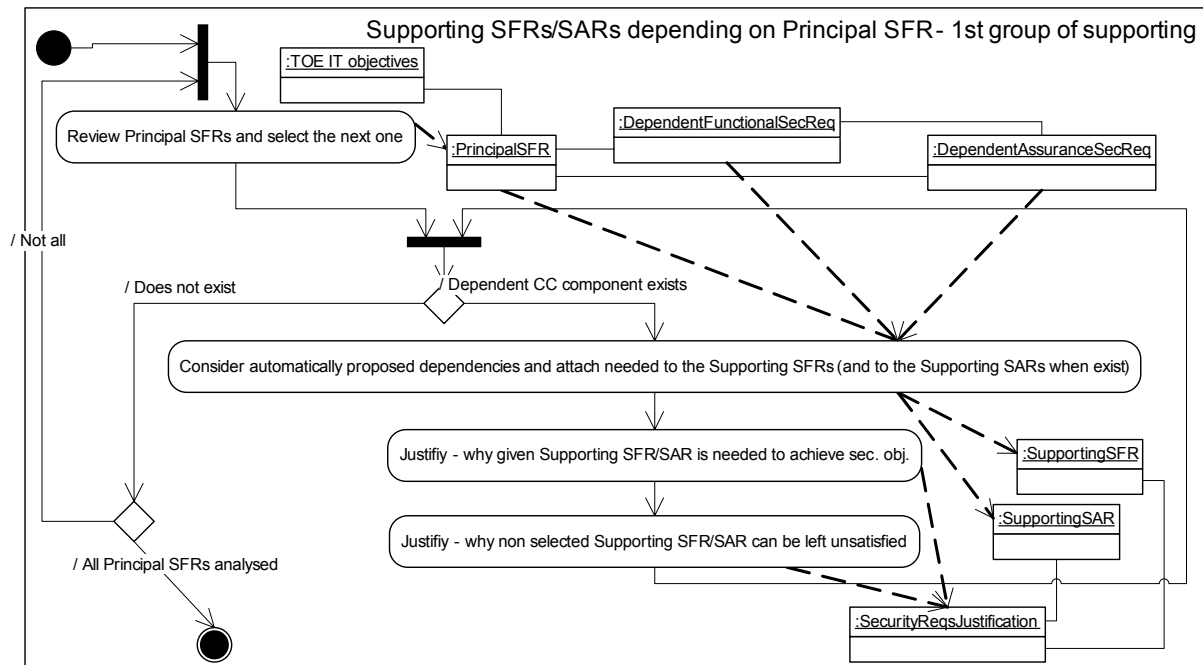 Supporting SFRs/SARs depending on Principal SFR - 1st group of supporting
:TOE IT objectives
Review Principal SFRs and select the next one
:DependentFunctionalSecReq
:PrincipalSFR
:DependentAssuranceSecReq
/ Not all
/ Does not exist
/ Dependent CC component exists
Consider automatically proposed dependencies and attach needed to the Supporting SFRs (and to the Supporting SARs when exist)
Justifiy - why given Supporting SFR/SAR is needed to achieve sec. obj.
:SupportingSFR
:SupportingSAR
Justifiy - why non selected Supporting SFR/SAR can be left unsatisfied
/ All Principal SFRs analysed
:SecurityReqsJustification